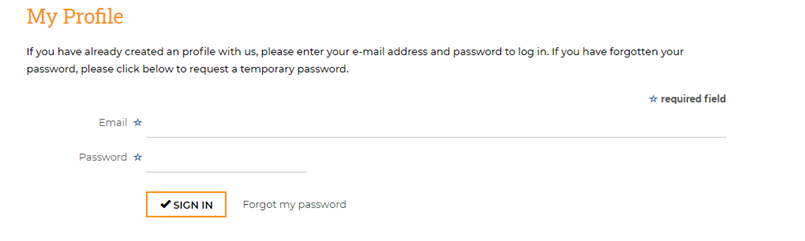 My Profile
If you have already created an profile with us, please enter your e-mail address and password to log in. If you have forgotten your
password, please click below to request a temporary password.
☆ required field
Email ☆
Password ☆
✔ SIGN IN Forgot my password